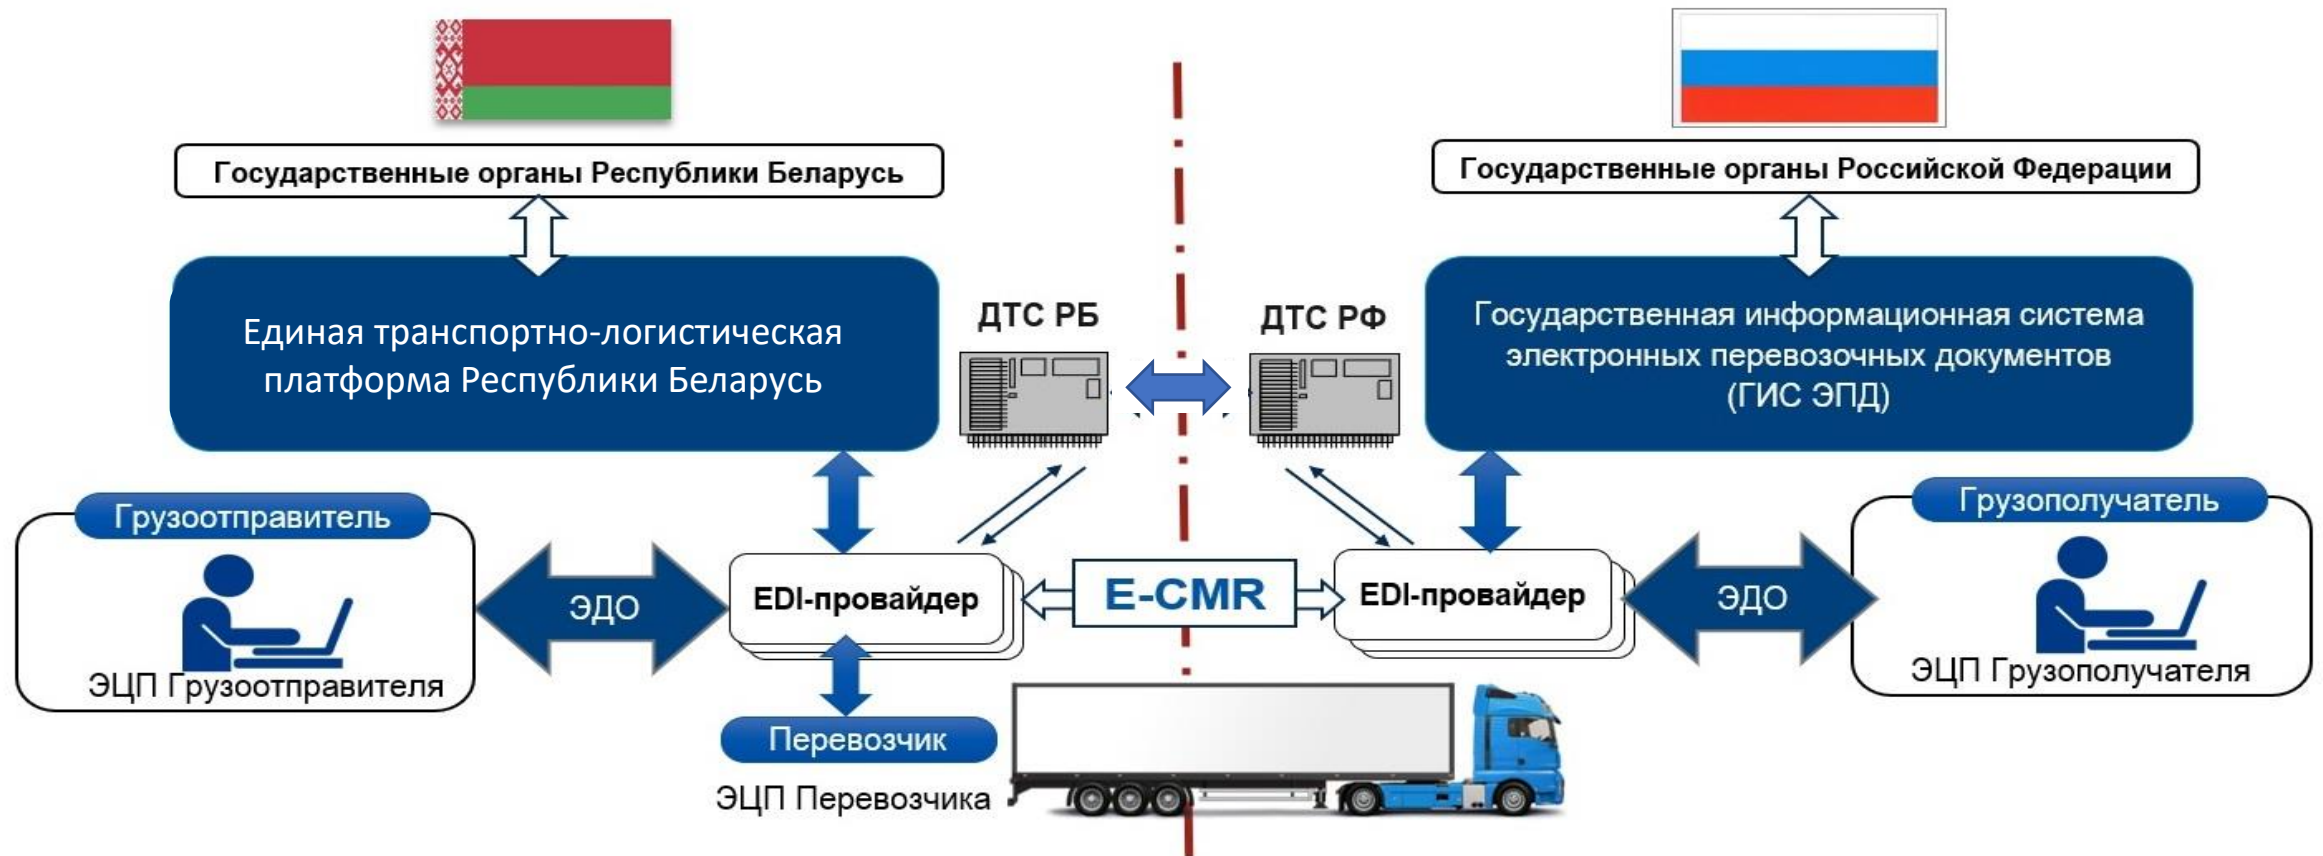 Государственные органы Республики Беларусь
Государственные органы Российской Федерации
Единая транспортно-логистическая
платформа Республики Беларусь
ДТС РБ
ДТС РФ
Государственная информационная система
электронных перевозочных документов
(ГИС ЭПД)
Грузоотправитель
ЭЦП Грузоотправителя
ЭДО
EDI-провайдер
E-CMR
EDI-провайдер
ЭДО
Грузополучатель
ЭЦП Грузополучателя
Перевозчик
ЭЦП Перевозчика